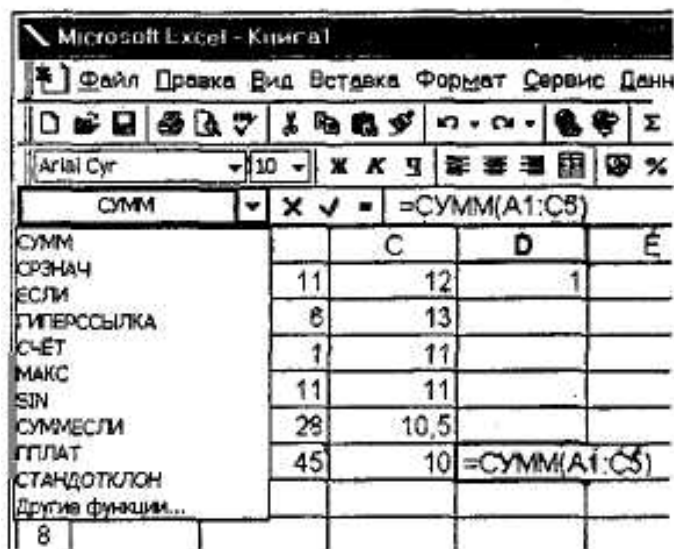 Microsoft Excel - Книга1
Файл Правка Вид Вставка Формат Сервис Данн
Arial Cyr 10 Ж К Ч %
СУММ =СУММ(A1:C5)
СУММ
СРЗНАЧ
ЕСЛИ
ГИПЕРССЫЛКА
СЧЁТ
МАКС
SIN
СУММЕСЛИ
ППЛАТ
СТАНДОТКЛОН
Другие функции...
C D E
11 12 1
6 13
1 11
11 11
28 10,5
45 10 =СУММ(A1:C5)
8